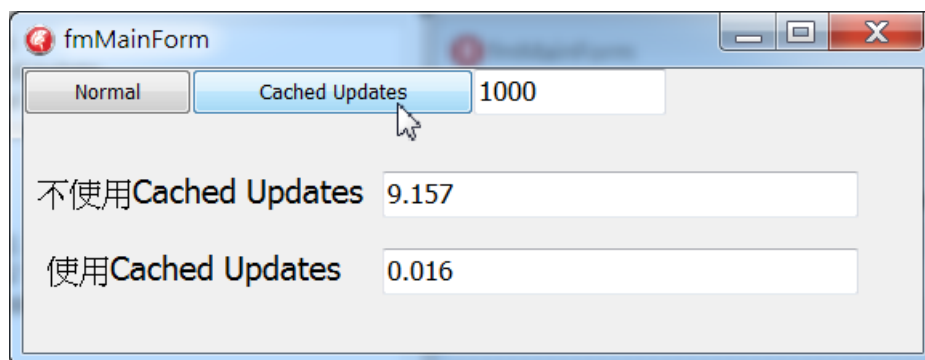 fmMainForm
Normal Cached Updates 1000
不使用Cached Updates 9.157
使用Cached Updates 0.016